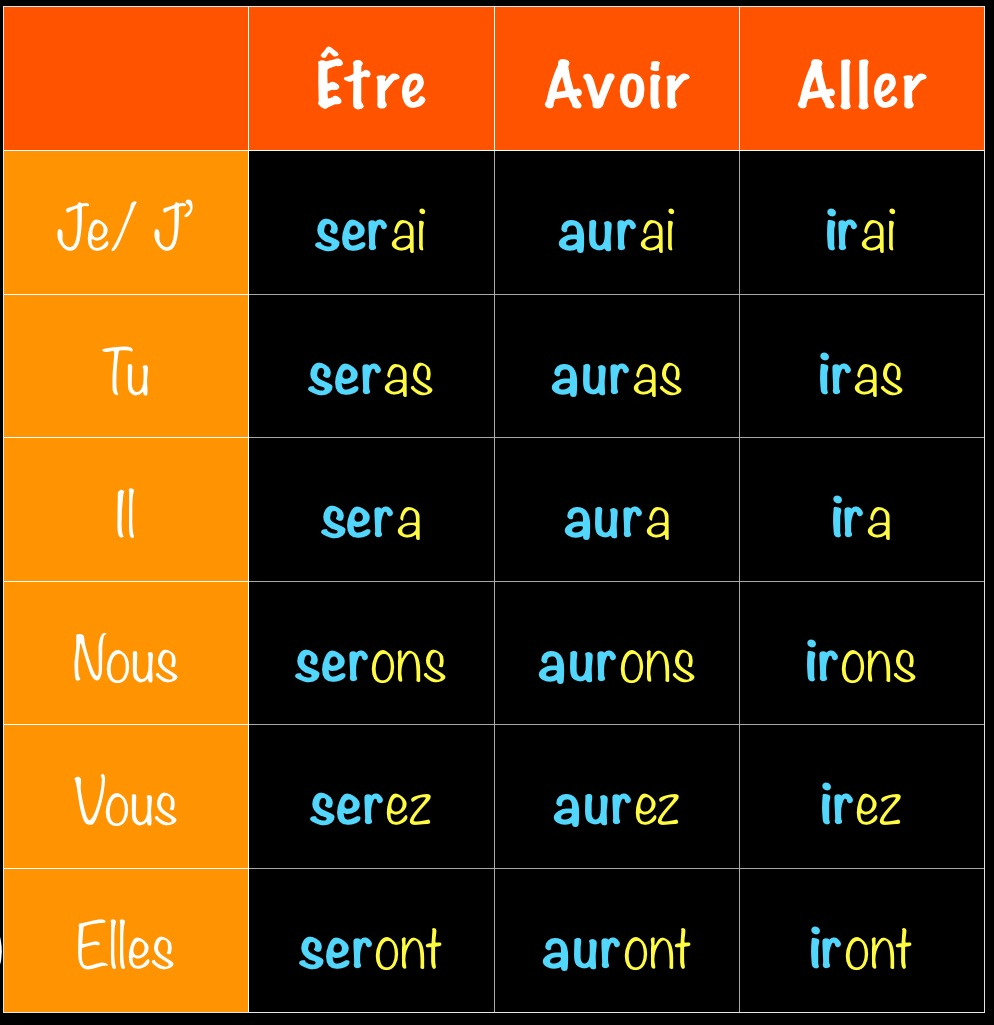 Être Avoir Aller
Je/ J’ serai aurai irai
Tu seras auras iras
Il sera aura ira
Nous serons aurons irons
Vous serez aurez irez
Elles seront auront iront